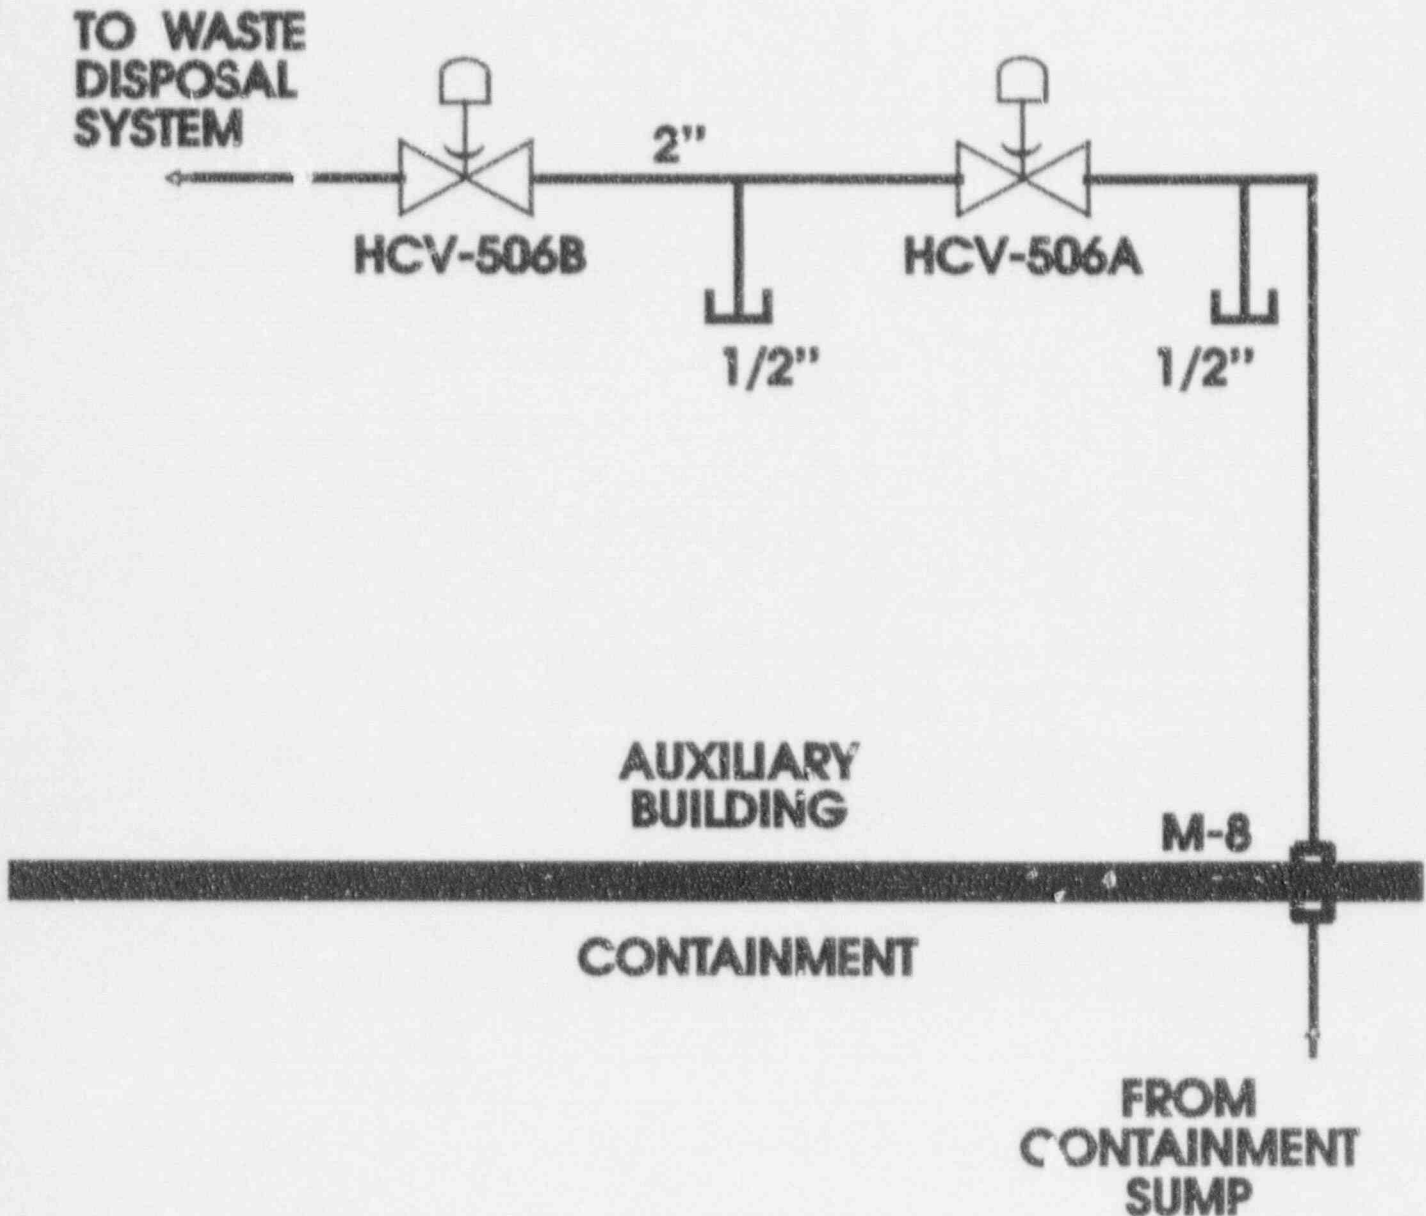 TO WASTE
DISPOSAL
SYSTEM
2"
HCV-506B
HCV-506A
1/2"
1/2"
AUXILIARY
BUILDING
M-8
CONTAINMENT
FROM
CONTAINMENT
SUMP